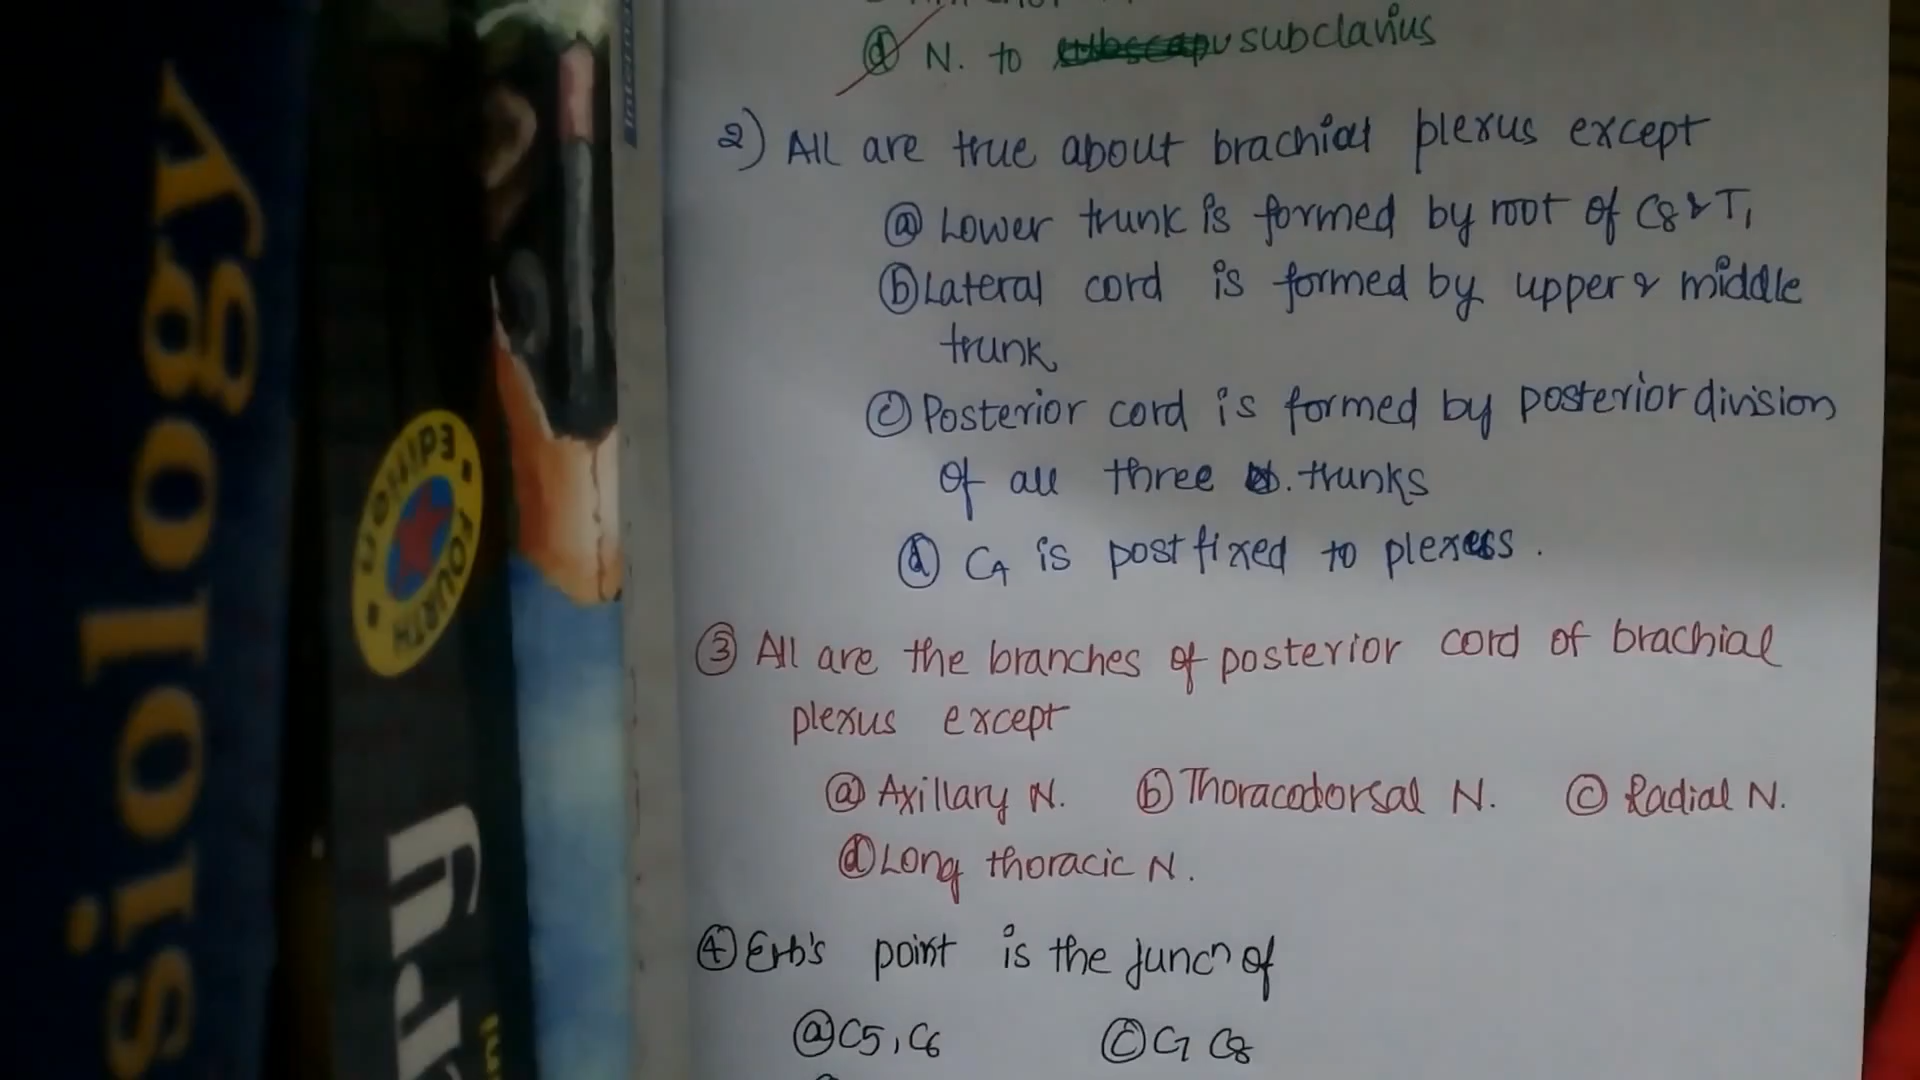 siology
EDITION
FOURTH
ⓓ N. to subclavius
2) All are true about brachial plexus except
ⓐ Lower trunk is formed by root of C8 & T1
ⓑ Lateral cord is formed by upper & middle
trunk
ⓒ Posterior cord is formed by posterior division
of all three trunks
ⓓ C4 is post fixed to plexess.
③ All are the branches of posterior cord of brachial
plexus except
ⓐ Axillary N. ⓑ Thoracodorsal N. ⓒ Radial N.
ⓓ Long thoracic N.
④ Erb's point is the juncn of
ⓐ C5, C6 ⓒ C7 C8